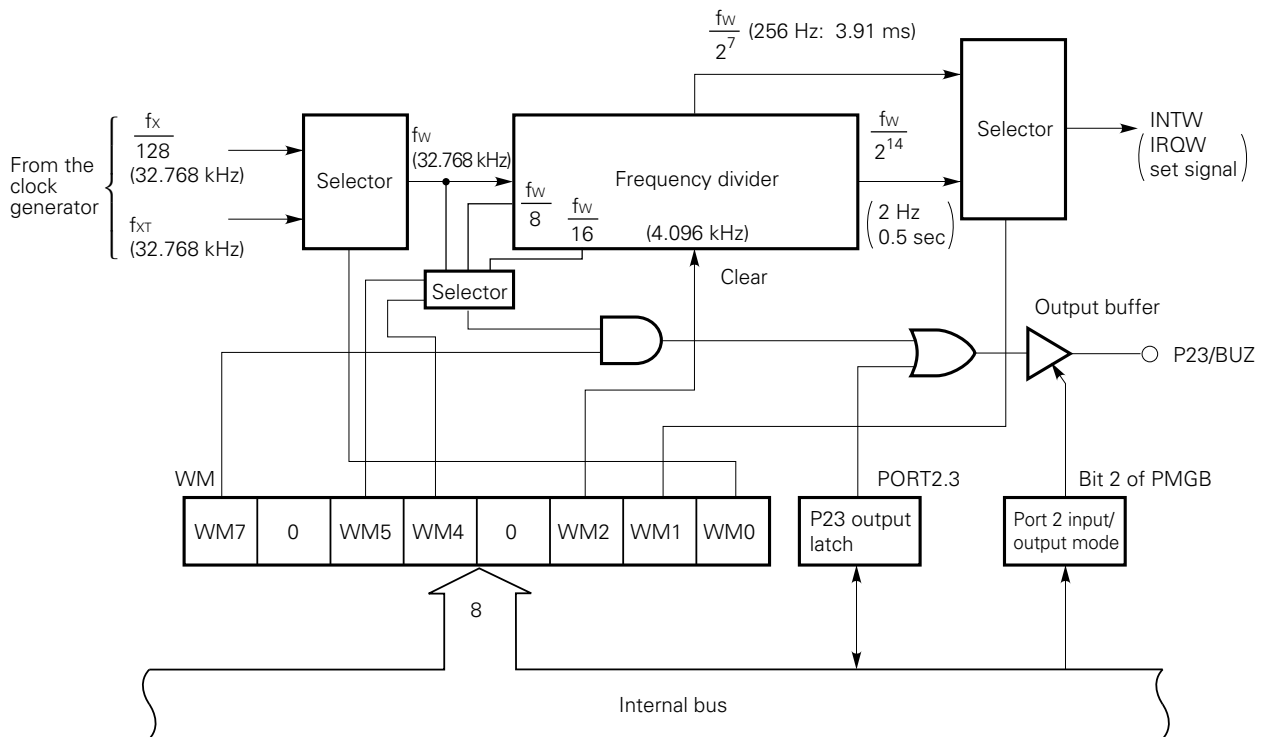 fW
2^7 (256 Hz: 3.91 ms)
From the
clock
generator
fX
128
(32.768 kHz)
fXT
(32.768 kHz)
Selector
fW
(32.768 kHz)
Frequency divider
fW
8
fW
16
(4.096 kHz)
fW
2^14
(2 Hz
0.5 sec)
Selector
INTW
(IRQW
set signal)
Selector
Clear
Output buffer
P23/BUZ
WM
WM7
0
WM5
WM4
0
WM2
WM1
WM0
PORT2.3
P23 output
latch
Bit 2 of PMGB
Port 2 input/
output mode
8
Internal bus